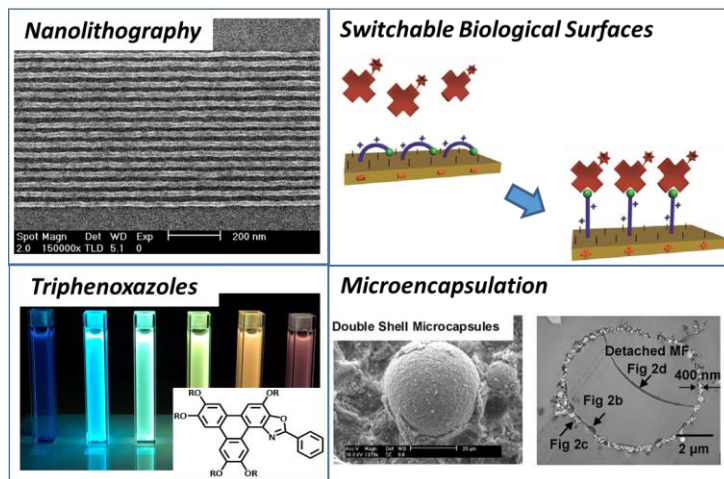 Nanolithography
Spot Magn Det WD Exp
2.0 150000x TLD 5.1 0
200 nm
Switchable Biological Surfaces
Triphenoxazoles
OR
RO
O
RO
N
RO
OR
Microencapsulation
Double Shell Microcapsules
Detached MF
Fig 2d
400 nm
Fig 2b
Fig 2c
2 µm